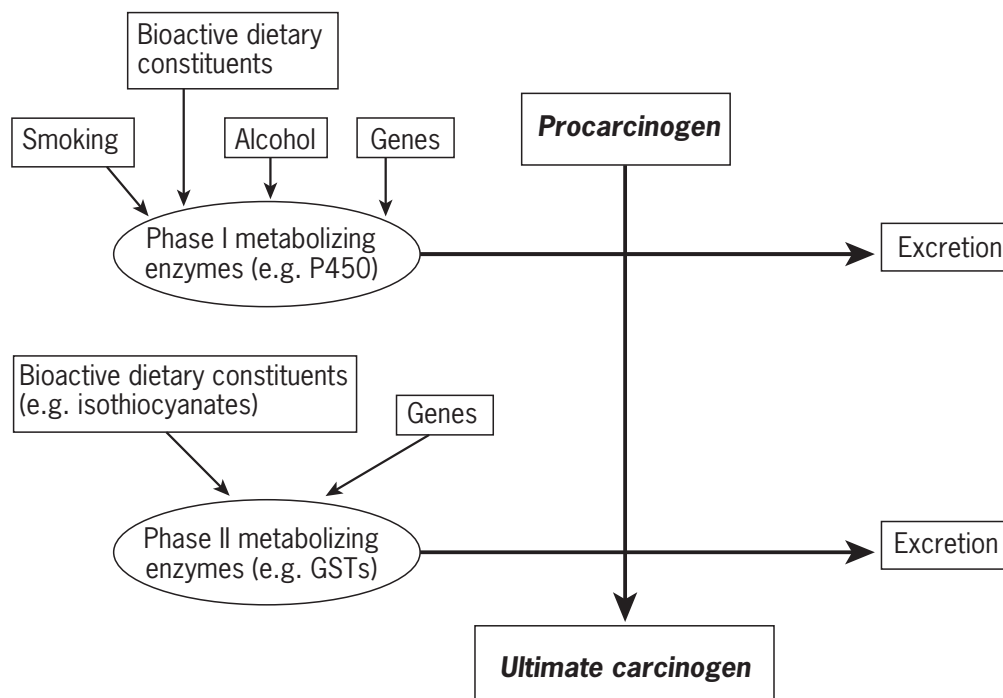 Bioactive dietary
constituents
Procarcinogen
Smoking
Alcohol
Genes
Phase I metabolizing
enzymes (e.g. P450)
Excretion
Bioactive dietary constituents
(e.g. isothiocyanates)
Genes
Phase II metabolizing
enzymes (e.g. GSTs)
Excretion
Ultimate carcinogen